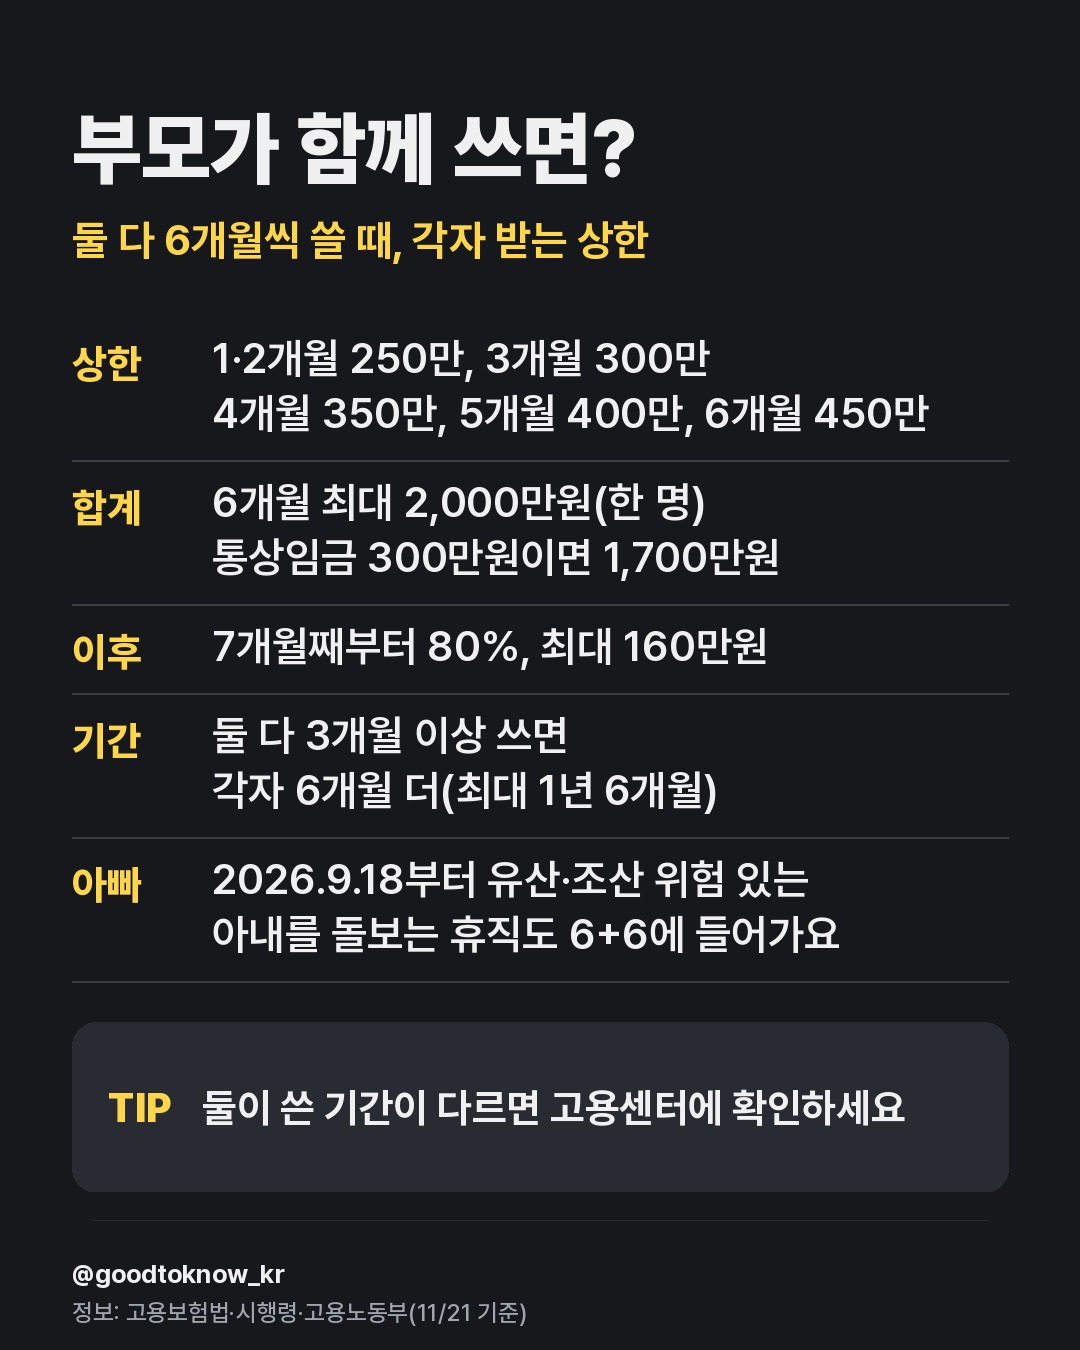 부모가 함께 쓰면?
둘 다 6개월씩 쓸 때, 각자 받는 상한
상한
1·2개월 250만, 3개월 300만
4개월 350만, 5개월 400만, 6개월 450만
합계
6개월 최대 2,000만원(한 명)
통상임금 300만원이면 1,700만원
이후
7개월째부터 80%, 최대 160만원
기간
둘 다 3개월 이상 쓰면
각자 6개월 더(최대 1년 6개월)
아빠
2026.9.18부터 유산·조산 위험 있는
아내를 돌보는 휴직도 6+6에 들어가요
TIP 둘이 쓴 기간이 다르면 고용센터에 확인하세요
@goodtoknow_kr
정보: 고용보험법·시행령·고용노동부(11/21 기준)